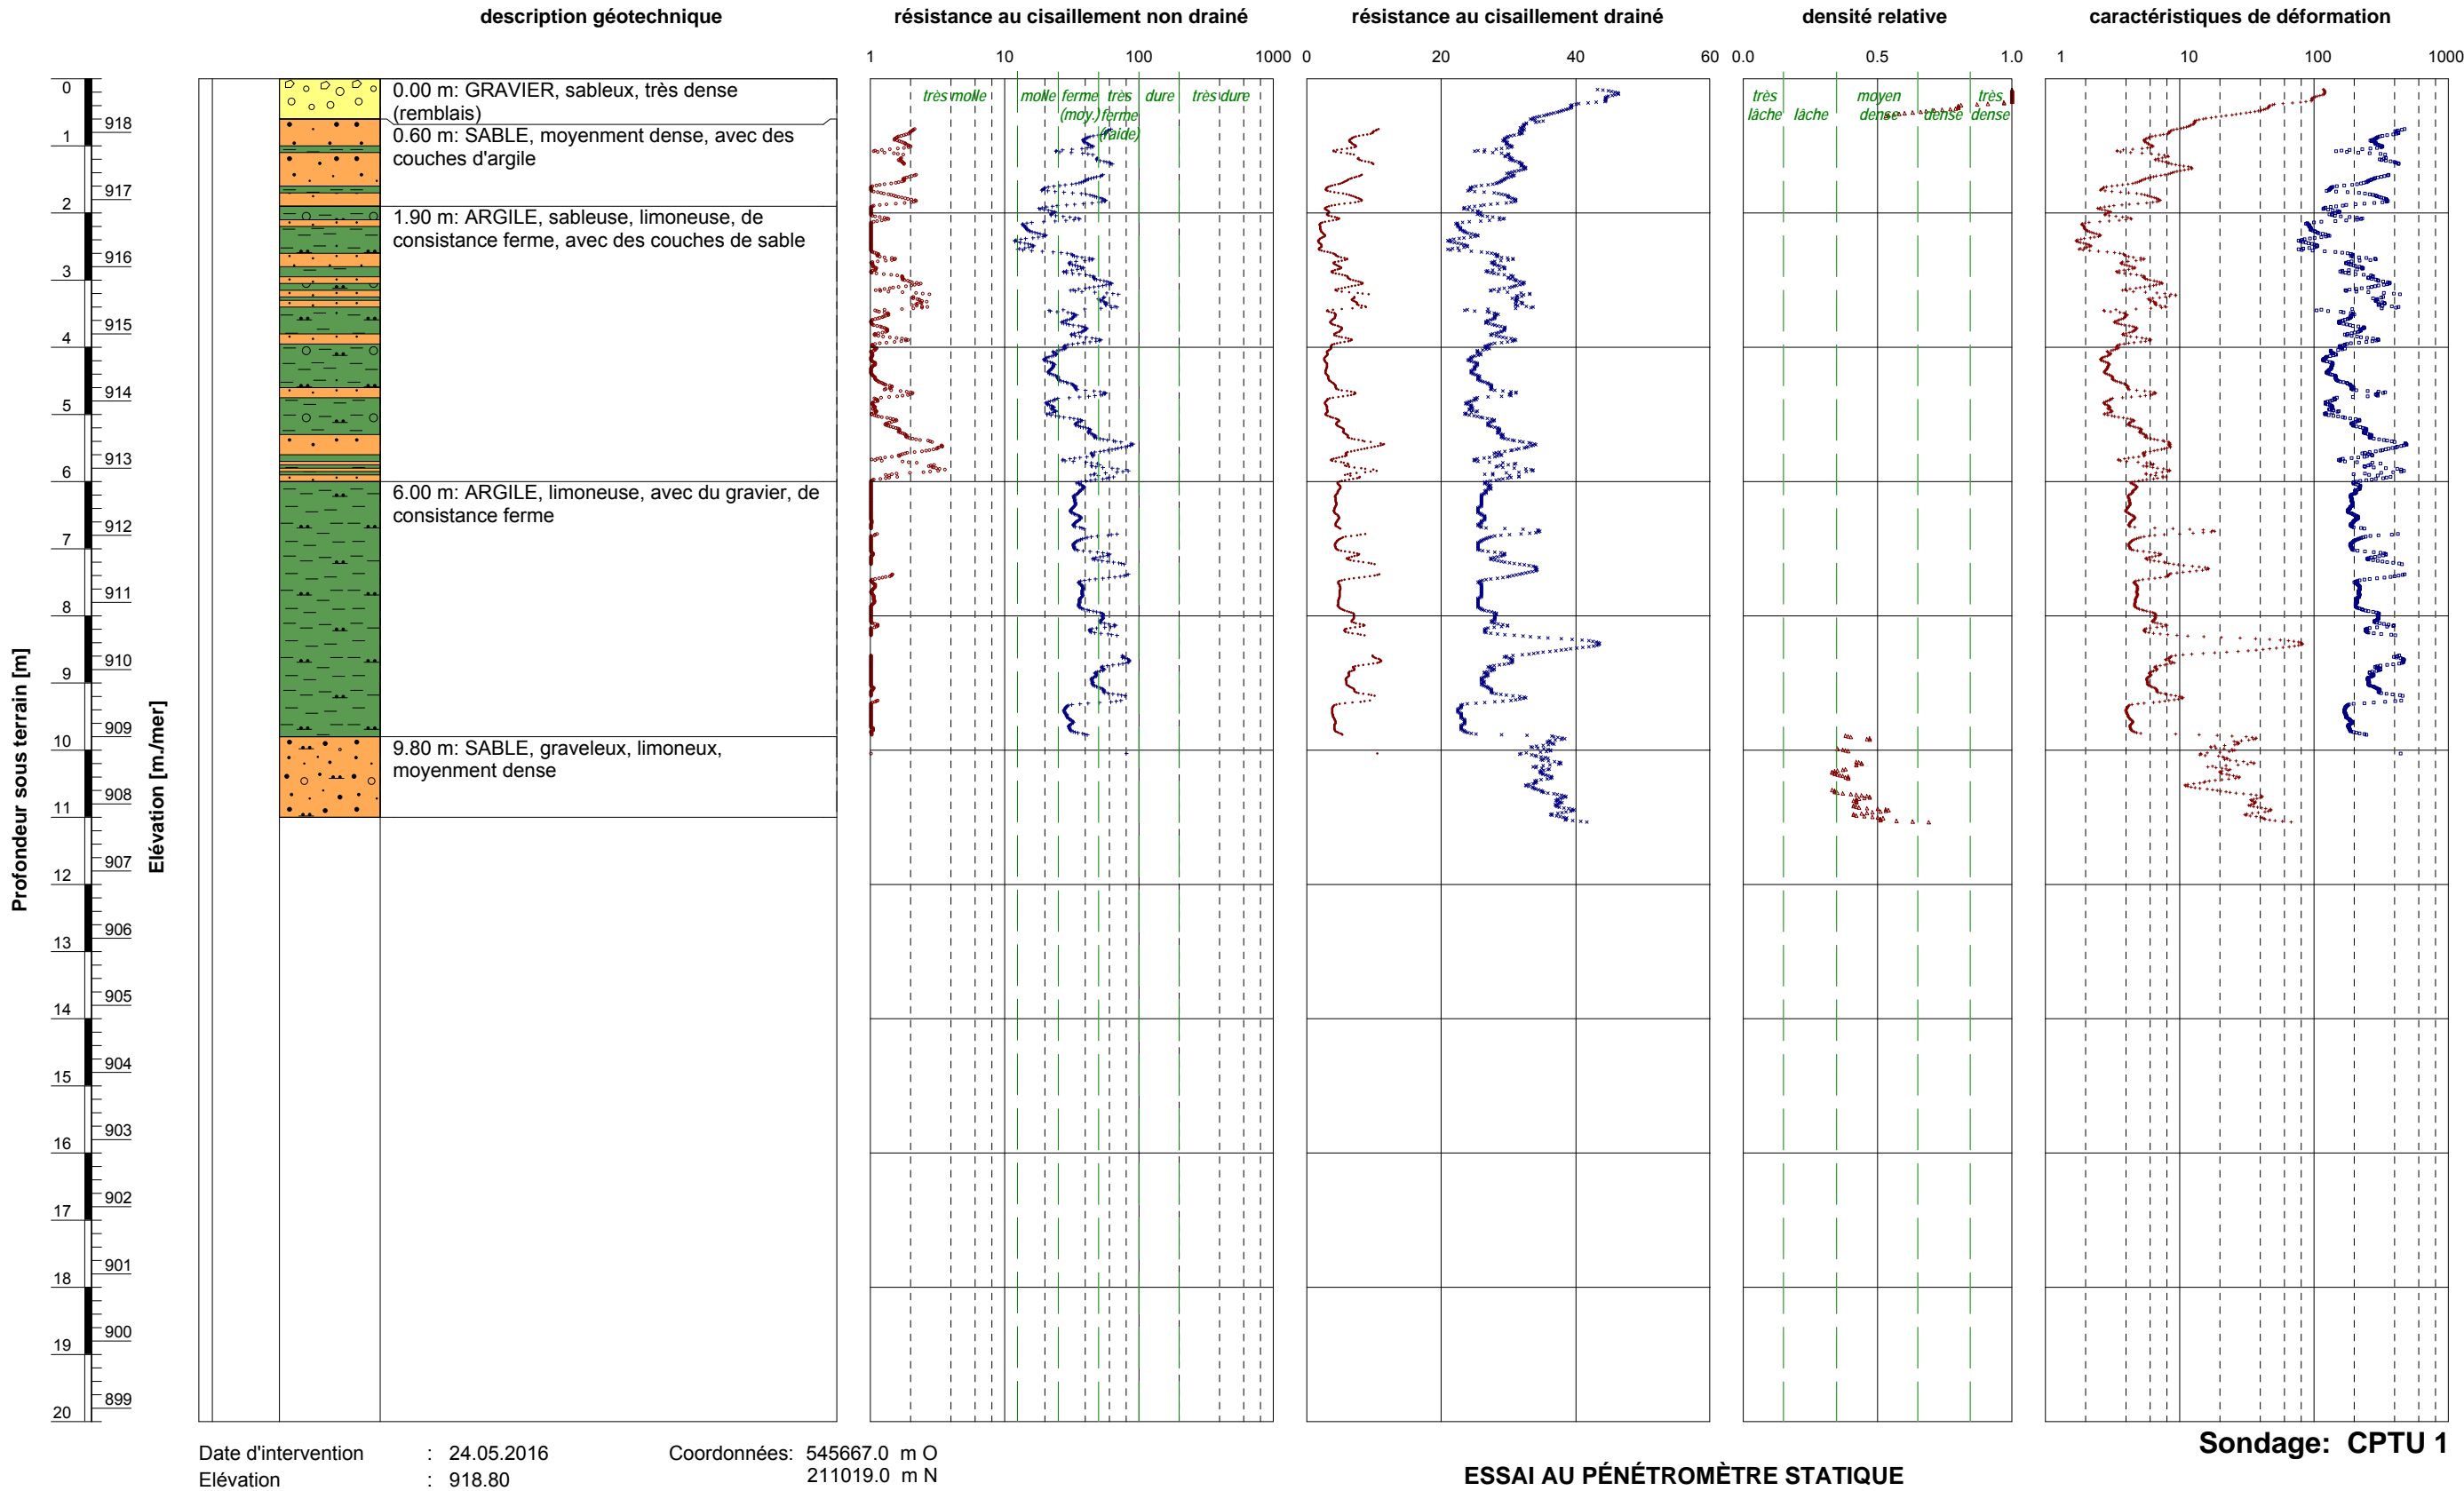 description géotechnique
résistance au cisaillement non drainé
résistance au cisaillement drainé
densité relative
caractéristiques de déformation
1 10 100 1000
0 20 40 60
0.0 0.5 1.0
1 10 100 1000
très molle molle ferme (moy.) très ferme (raide) dure très dure
très lâche lâche moyen dense dense très dense
0.00 m: GRAVIER, sableux, très dense
(remblais)
0.60 m: SABLE, moyenment dense, avec des
couches d'argile
1.90 m: ARGILE, sableuse, limoneuse, de
consistance ferme, avec des couches de sable
6.00 m: ARGILE, limoneuse, avec du gravier, de
consistance ferme
9.80 m: SABLE, graveleux, limoneux,
moyenment dense
Profondeur sous terrain [m]
0
1
2
3
4
5
6
7
8
9
10
11
12
13
14
15
16
17
18
19
20
Elévation [m./mer]
918
917
916
915
914
913
912
911
910
909
908
907
906
905
904
903
902
901
900
899
Date d'intervention : 24.05.2016
Elévation : 918.80
Coordonnées: 545667.0 m O
211019.0 m N
ESSAI AU PÉNÉTROMÈTRE STATIQUE
Sondage: CPTU 1